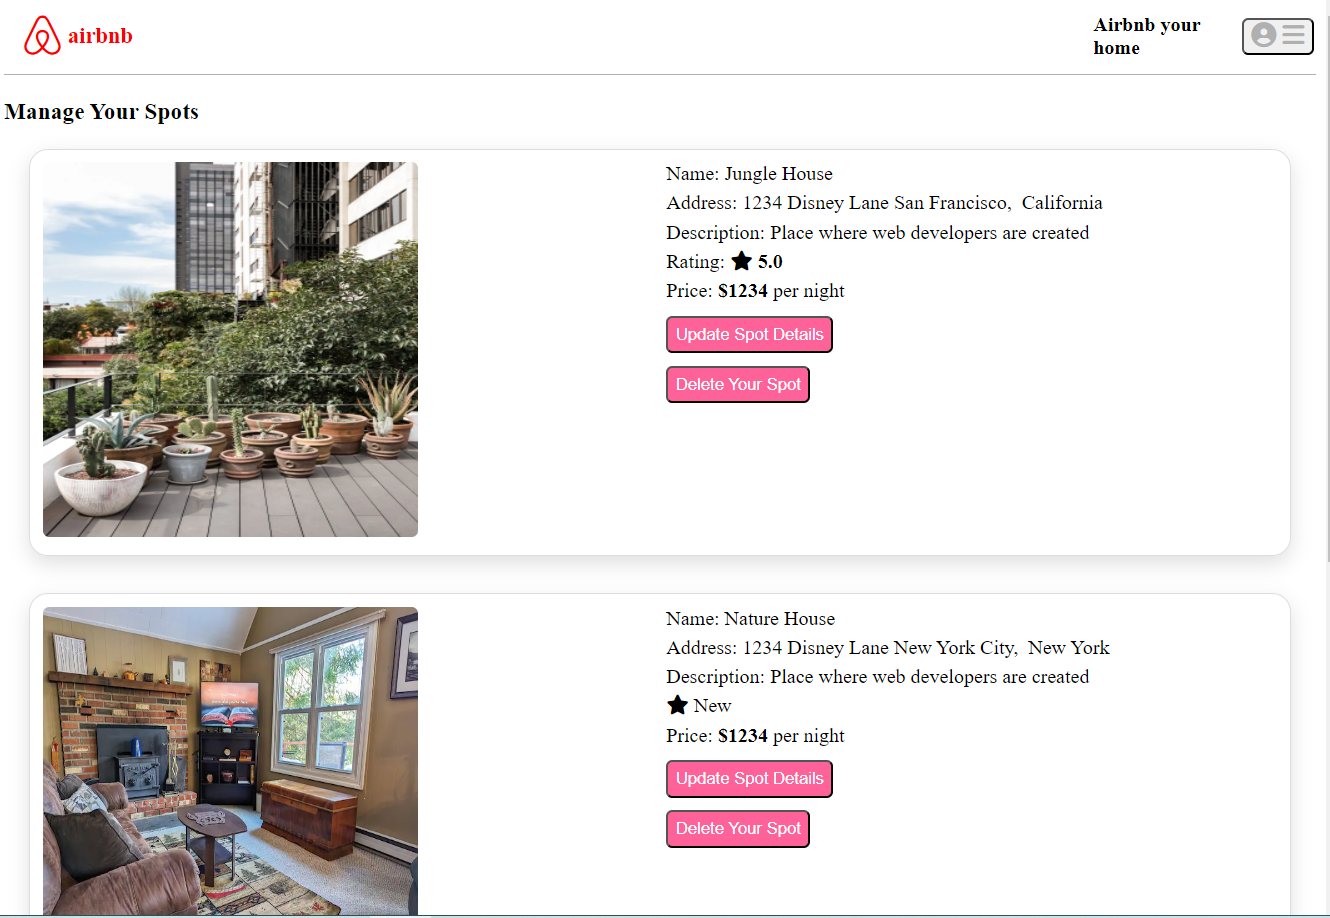 airbnb
Airbnb your
home
Manage Your Spots
Name: Jungle House
Address: 1234 Disney Lane San Francisco, California
Description: Place where web developers are created
Rating: ★ 5.0
Price: $1234 per night
Update Spot Details
Delete Your Spot
Name: Nature House
Address: 1234 Disney Lane New York City, New York
Description: Place where web developers are created
★ New
Price: $1234 per night
Update Spot Details
Delete Your Spot